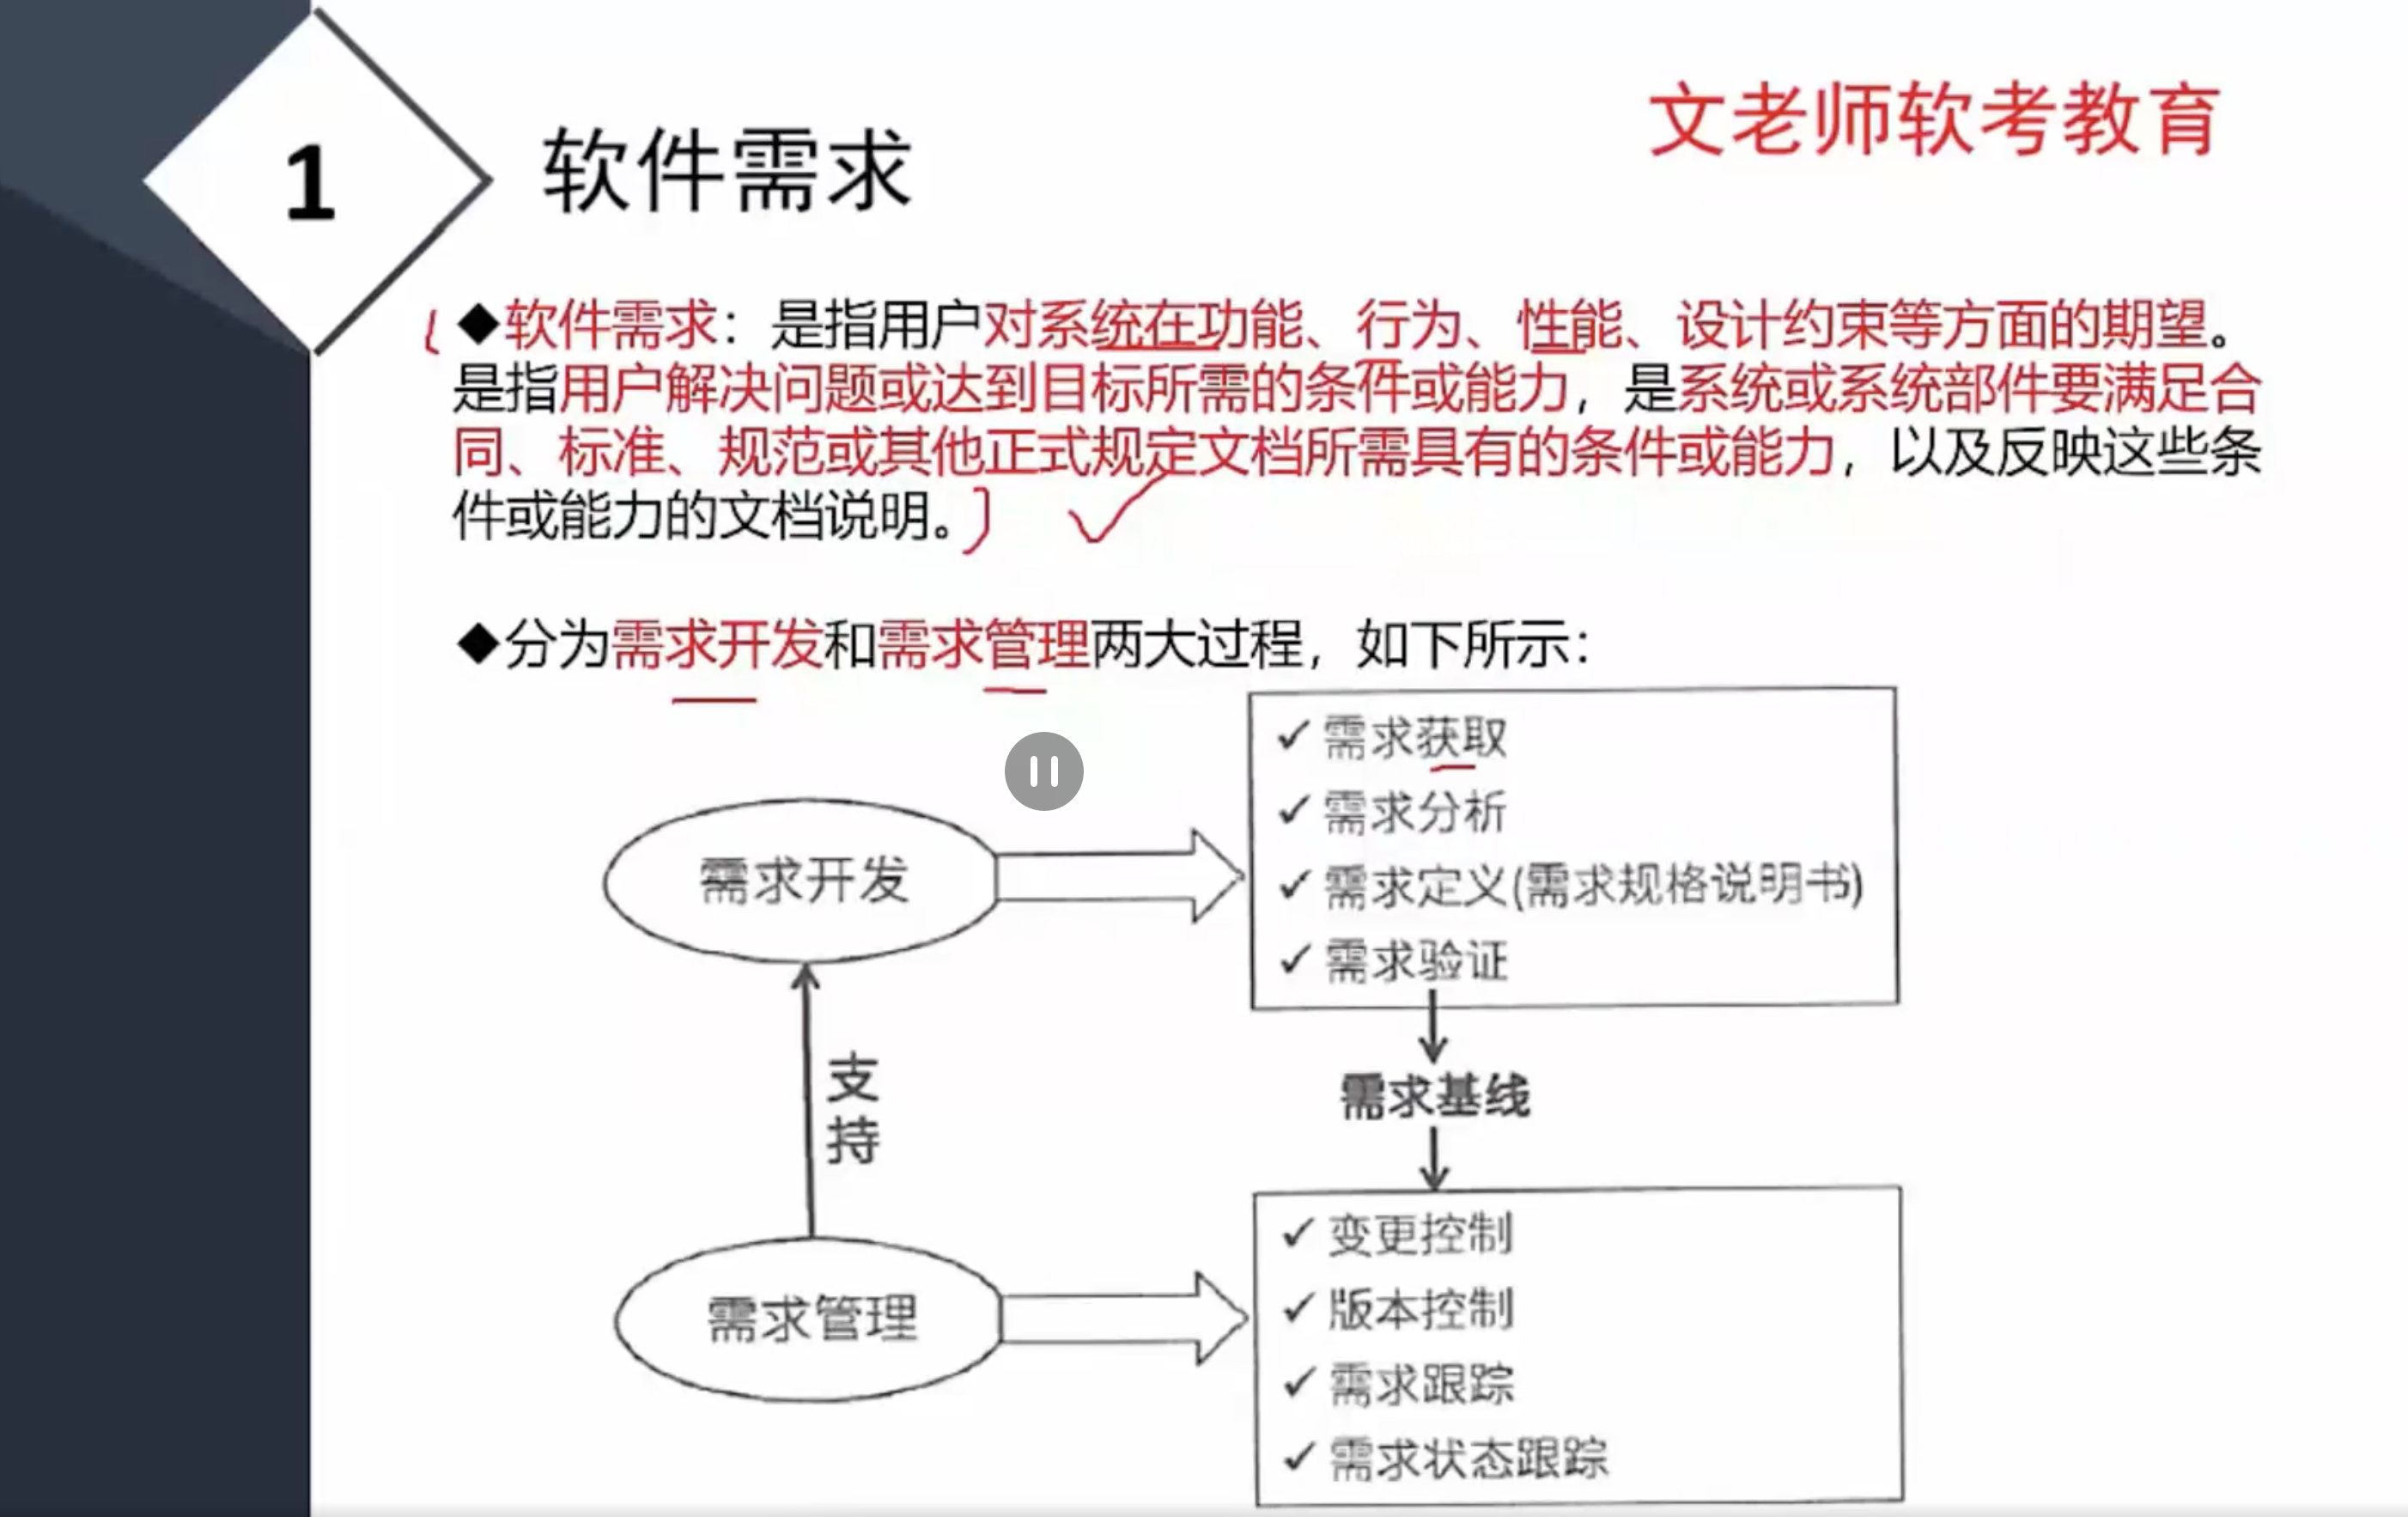 1
软件需求
文老师软考教育
◆软件需求：是指用户对系统在功能、行为、性能、设计约束等方面的期望。
是指用户解决问题或达到目标所需的条件或能力，是系统或系统部件要满足合
同、标准、规范或其他正式规定文档所需具有的条件或能力，以及反映这些条
件或能力的文档说明。
◆分为需求开发和需求管理两大过程，如下所示：
✓ 需求获取
✓ 需求分析
✓ 需求定义(需求规格说明书)
✓ 需求验证
需求开发
支
持
需求基线
需求管理
✓ 变更控制
✓ 版本控制
✓ 需求跟踪
✓ 需求状态跟踪